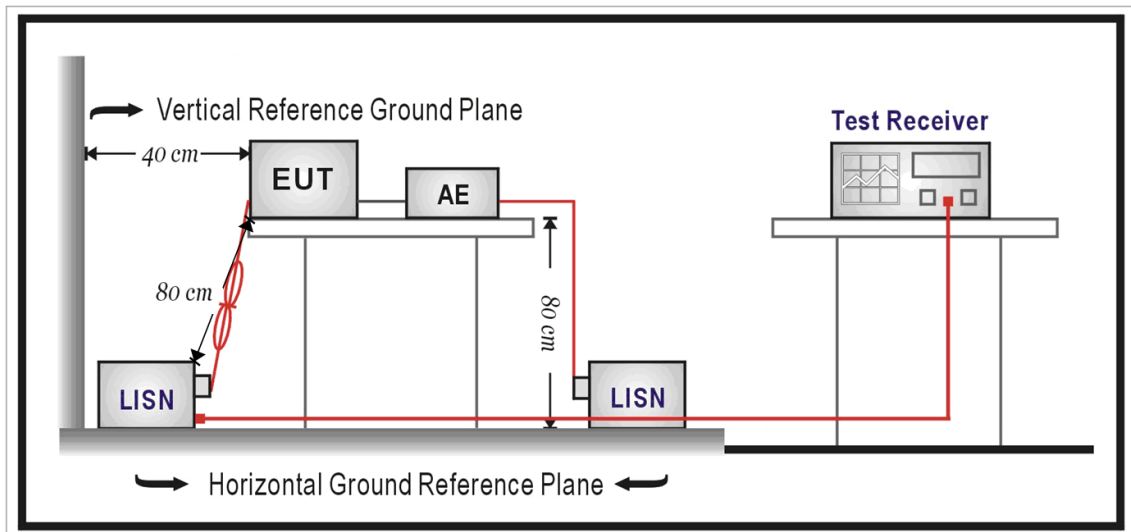 Vertical Reference Ground Plane
Test Receiver
40 cm
EUT
AE
80 cm
80 cm
LISN
LISN
Horizontal Ground Reference Plane